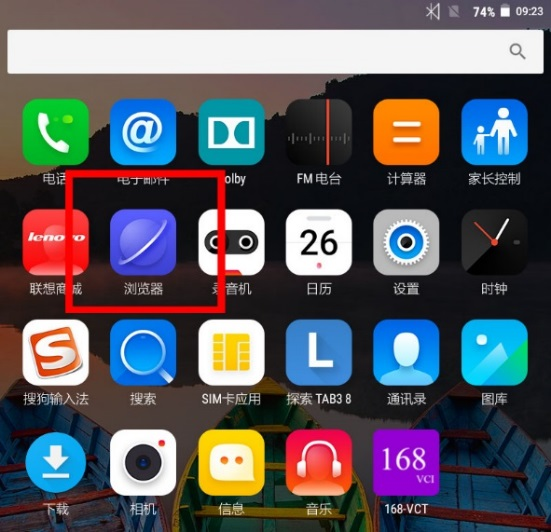 74% 09:23
电话 电子邮件 Dolby FM 电台 计算器 家长控制
lenovo 26
联想商城 浏览器 录音机 日历 设置 时钟
S L
搜狗输入法 搜索 SIM卡应用 探索 TAB3 8 通讯录 图库
168
VCI
下载 相机 信息 音乐 168-VCT